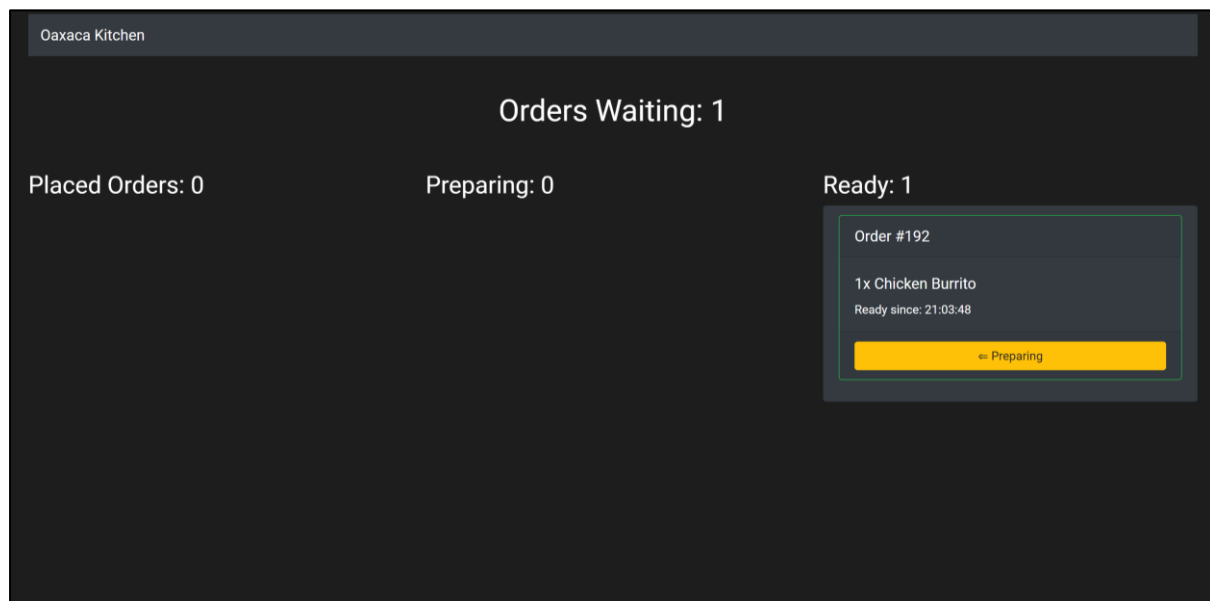 Oaxaca Kitchen
Orders Waiting: 1
Placed Orders: 0
Preparing: 0
Ready: 1
Order #192
1x Chicken Burrito
Ready since: 21:03:48
⇐ Preparing